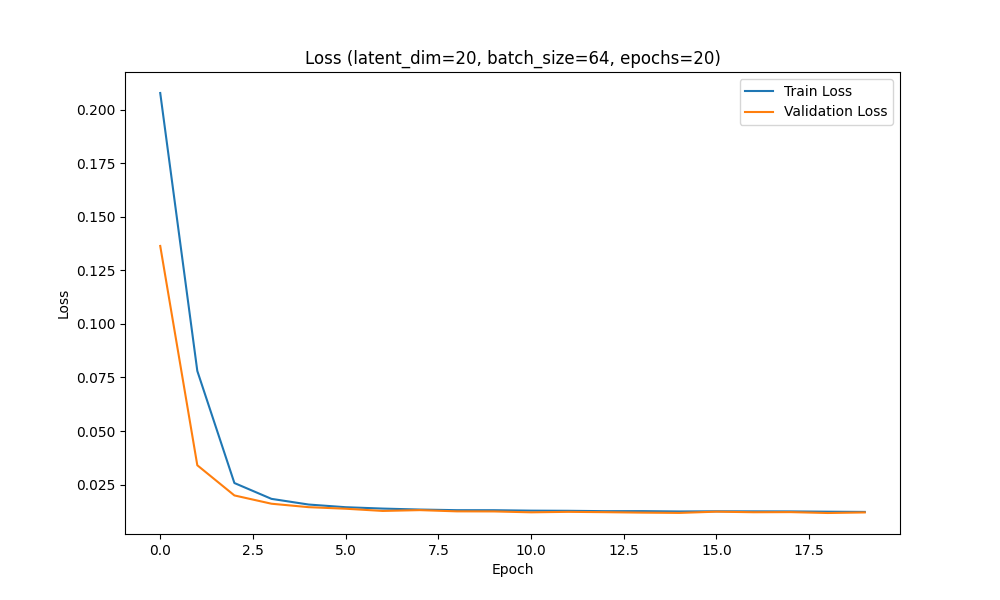 Loss (latent_dim=20, batch_size=64, epochs=20)
Train Loss
Validation Loss
0.200
0.175
0.150
0.125
0.100
0.075
0.050
0.025
Loss
0.0 2.5 5.0 7.5 10.0 12.5 15.0 17.5
Epoch